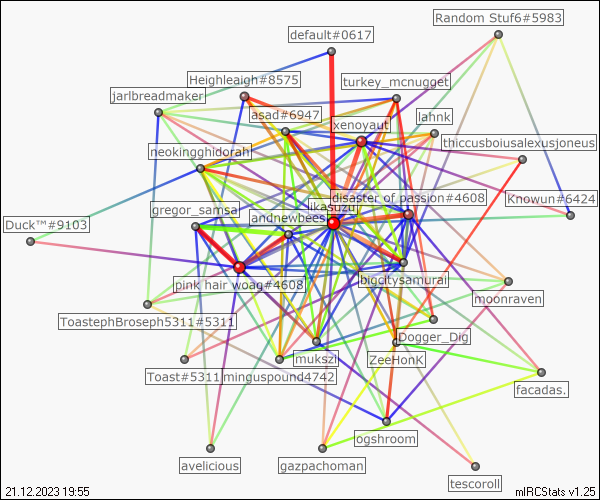 Random Stuf6#5983
default#0617
Heighleigh#8575
turkey_mcnugget
jarlbreadmaker
asad#6947
lahnk
xenoyaut
thiccusboiusalexusjoneus
neokingghidorah
disaster of passion#4608
Knowun#6424
ikasuzu
gregor_samsa
andnewbees
Duck™#9103
pink hair woag#4608
bigcitysamurai
moonraven
ToastephBroseph5311#5311
Dogger_Dig
mukszi
ZeeHonk
Toast#5311
minguspound4742
facadas.
ogshroom
avelicious
gazpachoman
tescoroll
21.12.2023 19:55
mIRCStats v1.25